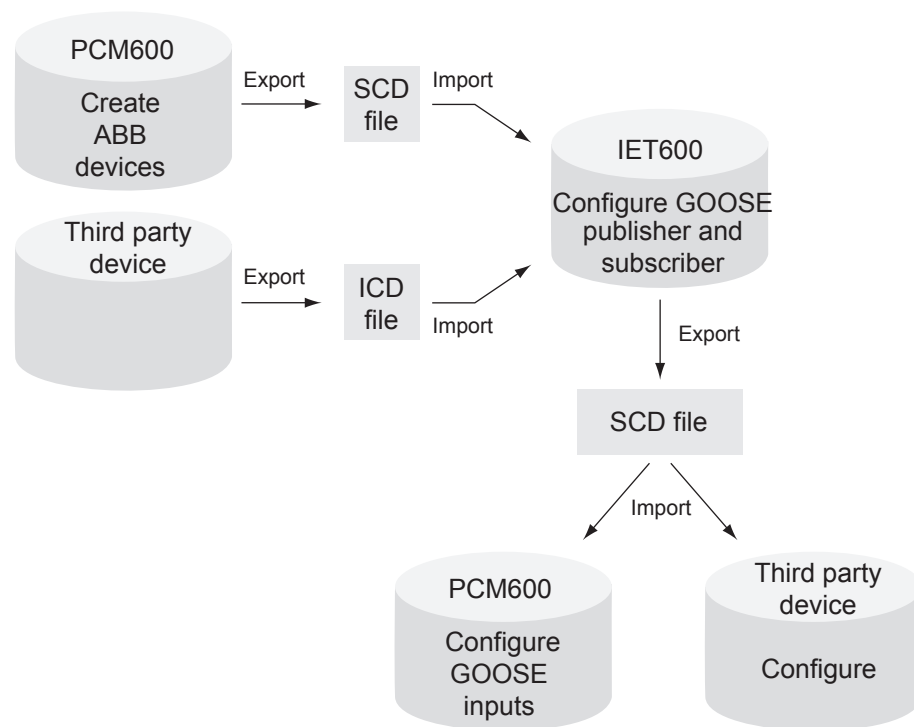 PCM600
Create
ABB
devices
Export
SCD
file
Import
IET600
Configure GOOSE
publisher and
subscriber
Third party
device
Export
ICD
file
Import
Export
SCD file
Import
PCM600
Configure
GOOSE
inputs
Third party
device
Configure